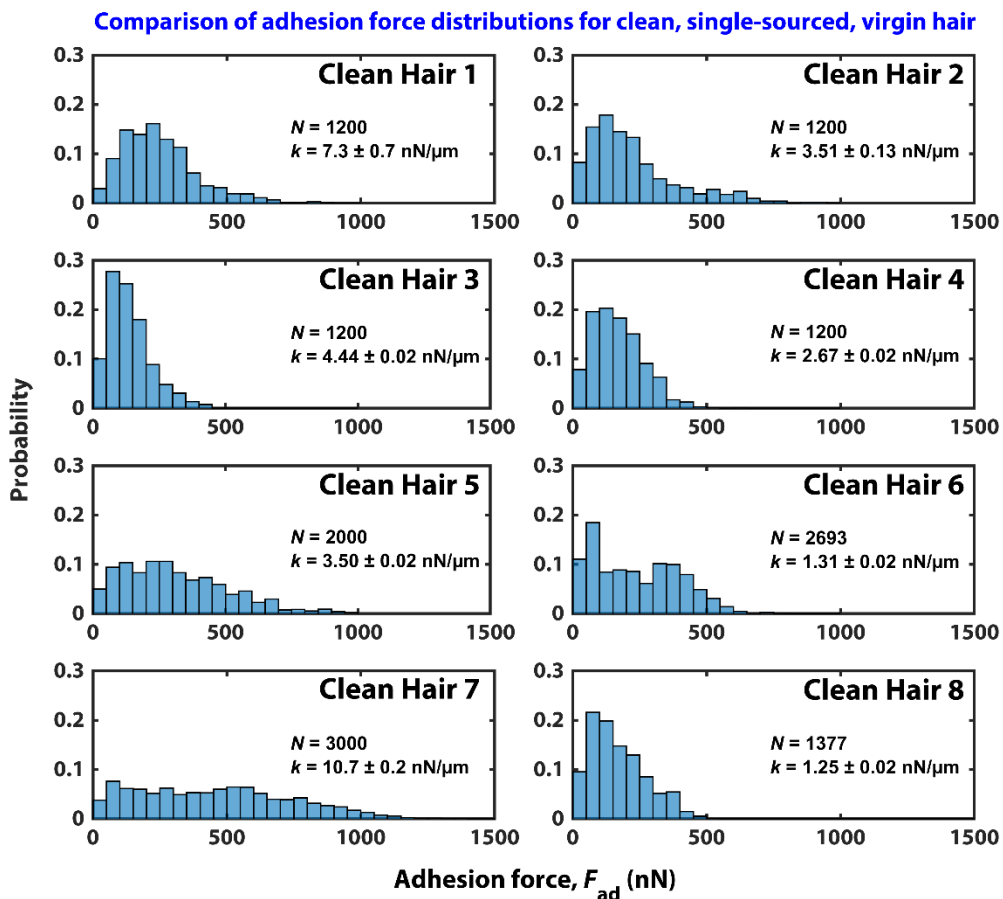 Comparison of adhesion force distributions for clean, single-sourced, virgin hair
Probability
Clean Hair 1
N = 1200
k = 7.3 ± 0.7 nN/µm
0.3
0.2
0.1
0
0 500 1000 1500
Clean Hair 2
N = 1200
k = 3.51 ± 0.13 nN/µm
0.3
0.2
0.1
0
0 500 1000 1500
Clean Hair 3
N = 1200
k = 4.44 ± 0.02 nN/µm
0.3
0.2
0.1
0
0 500 1000 1500
Clean Hair 4
N = 1200
k = 2.67 ± 0.02 nN/µm
0.3
0.2
0.1
0
0 500 1000 1500
Clean Hair 5
N = 2000
k = 3.50 ± 0.02 nN/µm
0.3
0.2
0.1
0
0 500 1000 1500
Clean Hair 6
N = 2693
k = 1.31 ± 0.02 nN/µm
0.3
0.2
0.1
0
0 500 1000 1500
Clean Hair 7
N = 3000
k = 10.7 ± 0.2 nN/µm
0.3
0.2
0.1
0
0 500 1000 1500
Clean Hair 8
N = 1377
k = 1.25 ± 0.02 nN/µm
0.3
0.2
0.1
0
0 500 1000 1500
Adhesion force, F_ad (nN)